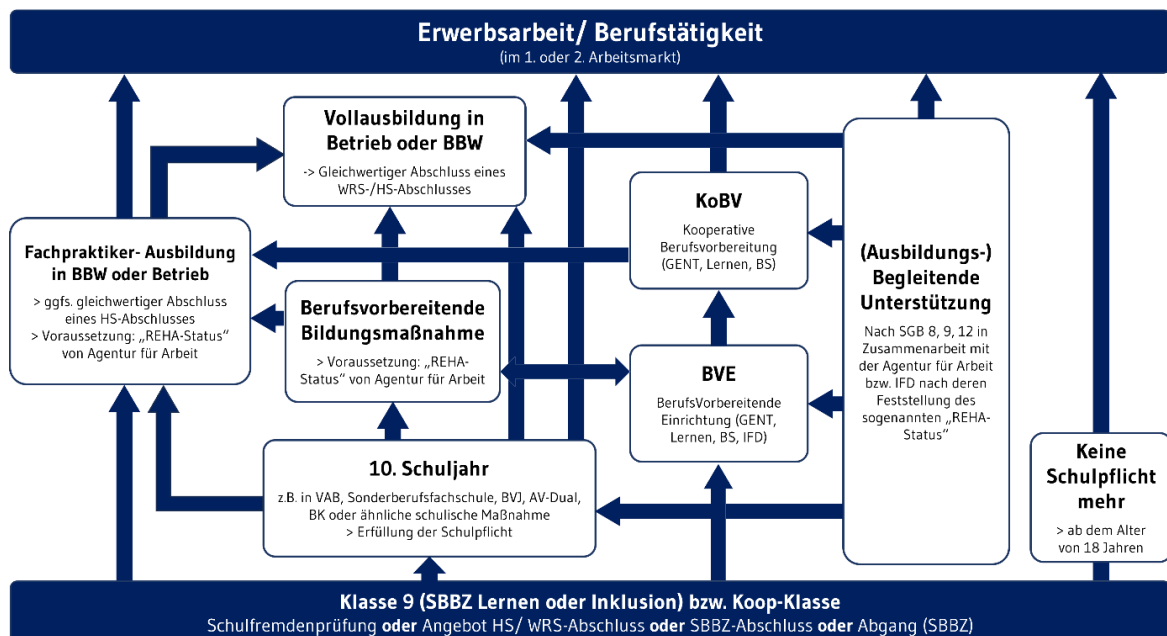 Erwerbsarbeit/ Berufstätigkeit
(im 1. oder 2. Arbeitsmarkt)
Vollausbildung in
Betrieb oder BBW
-> Gleichwertiger Abschluss eines
WRS-/HS-Abschlusses
Fachpraktiker- Ausbildung
in BBW oder Betrieb
> ggfs. gleichwertiger Abschluss
eines HS-Abschlusses
> Voraussetzung: „REHA-Status“
von Agentur für Arbeit
Berufsvorbereitende
Bildungsmaßnahme
> Voraussetzung: „REHA-
Status“ von Agentur für Arbeit
KoBV
Kooperative
Berufsvorbereitung
(GENT, Lernen, BS)
BVE
BerufsVorbereitende
Einrichtung (GENT,
Lernen, BS, IFD)
(Ausbildungs-)
Begleitende
Unterstützung
Nach SGB 8, 9, 12 in
Zusammenarbeit mit
der Agentur für Arbeit
bzw. IFD nach deren
Feststellung des
sogenannten „REHA-
Status“
Keine
Schulpflicht
mehr
> ab dem Alter
von 18 Jahren
10. Schuljahr
z.B. in VAB, Sonderberufsfachschule, BVJ, AV-Dual,
BK oder ähnliche schulische Maßnahme
> Erfüllung der Schulpflicht
Klasse 9 (SBBZ Lernen oder Inklusion) bzw. Koop-Klasse
Schulfremdenprüfung oder Angebot HS/ WRS-Abschluss oder SBBZ-Abschluss oder Abgang (SBBZ)